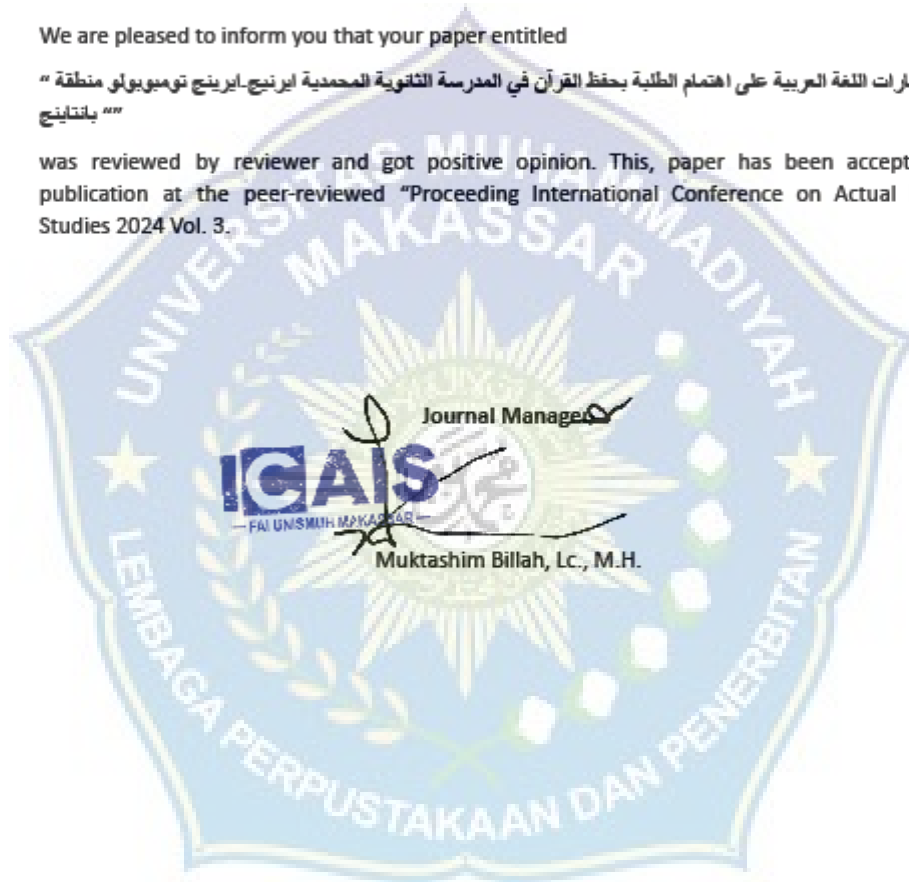 We are pleased to inform you that your paper entitled
ارات اللغة العربية على اهتمام الطلبة بحفظ القرآن في المدرسة الثانوية المحمدية ايرنيج-ايرينج تومبوبولو منطقة "
بانتاينج ""
was reviewed by reviewer and got positive opinion. This, paper has been accept
publication at the peer-reviewed “Proceeding International Conference on Actual
Studies 2024 Vol. 3.
UNIVERSITAS MUHAMMADIYAH
MAKASSAR
Journal Manager
ICAIS
FAI UNISMUH MAKASSAR
Muktashim Billah, Lc., M.H.
LEMBAGA PERPUSTAKAAN DAN PENERBITAN